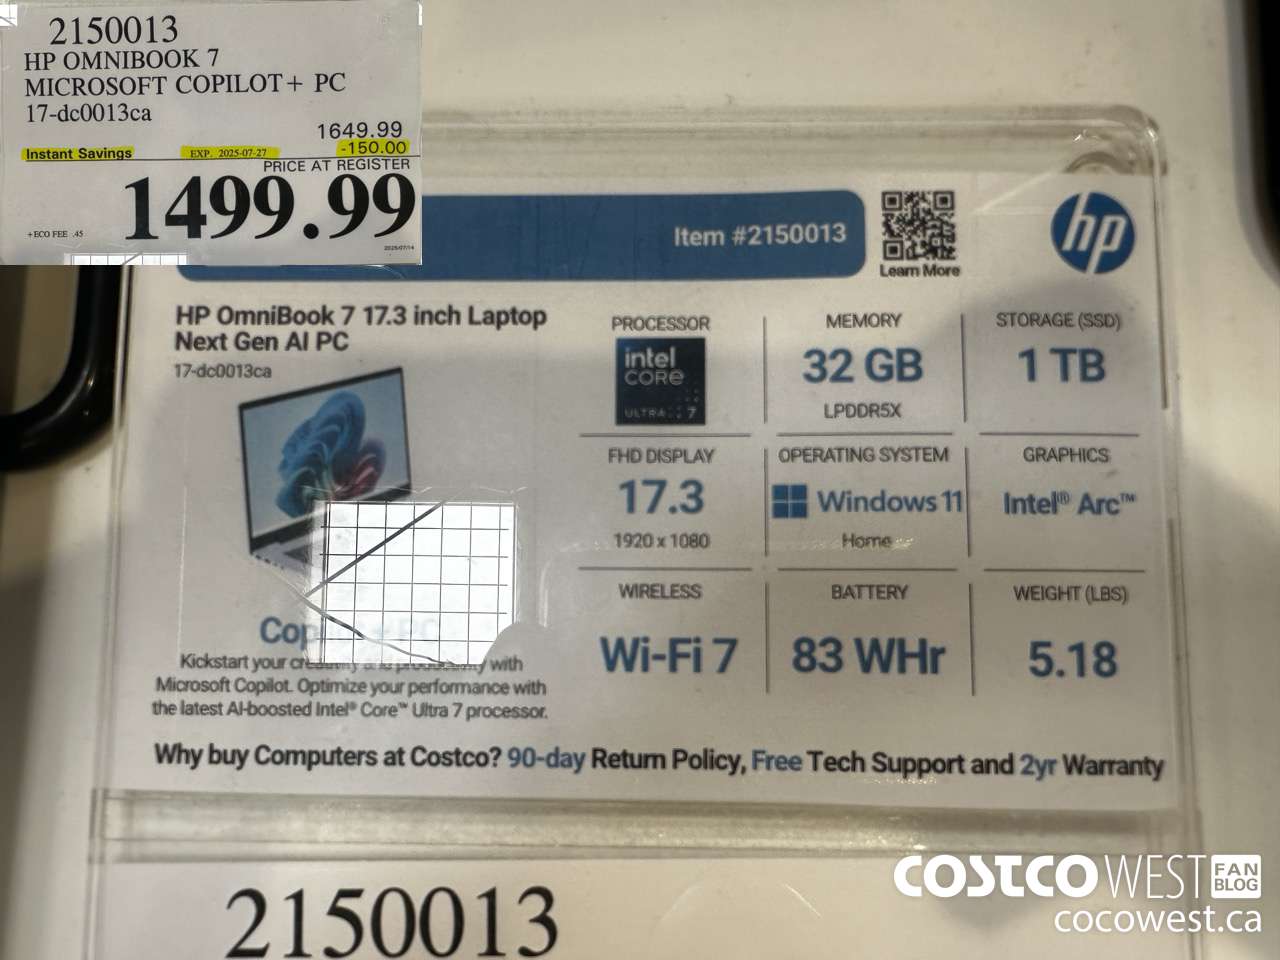 2150013
HP OMNIBOOK 7
MICROSOFT COPILOT+ PC
17-dc0013ca
1649.99
Instant Savings EXP. 2025-07-27 -150.00
PRICE AT REGISTER
1499.99
+ECO FEE .45
2025/07/14
Item #2150013
Learn More
hp
HP OmniBook 7 17.3 inch Laptop
Next Gen AI PC
17-dc0013ca
PROCESSOR
intel
CORE
ULTRA 7
MEMORY
32 GB
LPDDR5X
STORAGE (SSD)
1 TB
FHD DISPLAY
17.3
1920 x 1080
OPERATING SYSTEM
Windows 11
Home
GRAPHICS
Intel® Arc™
WIRELESS
Wi-Fi 7
BATTERY
83 WHr
WEIGHT (LBS)
5.18
Kickstart your creativity and productivity with
Microsoft Copilot. Optimize your performance with
the latest AI-boosted Intel® Core™ Ultra 7 processor.
Why buy Computers at Costco? 90-day Return Policy, Free Tech Support and 2yr Warranty
2150013
COSTCO WEST FAN BLOG
cocowest.ca